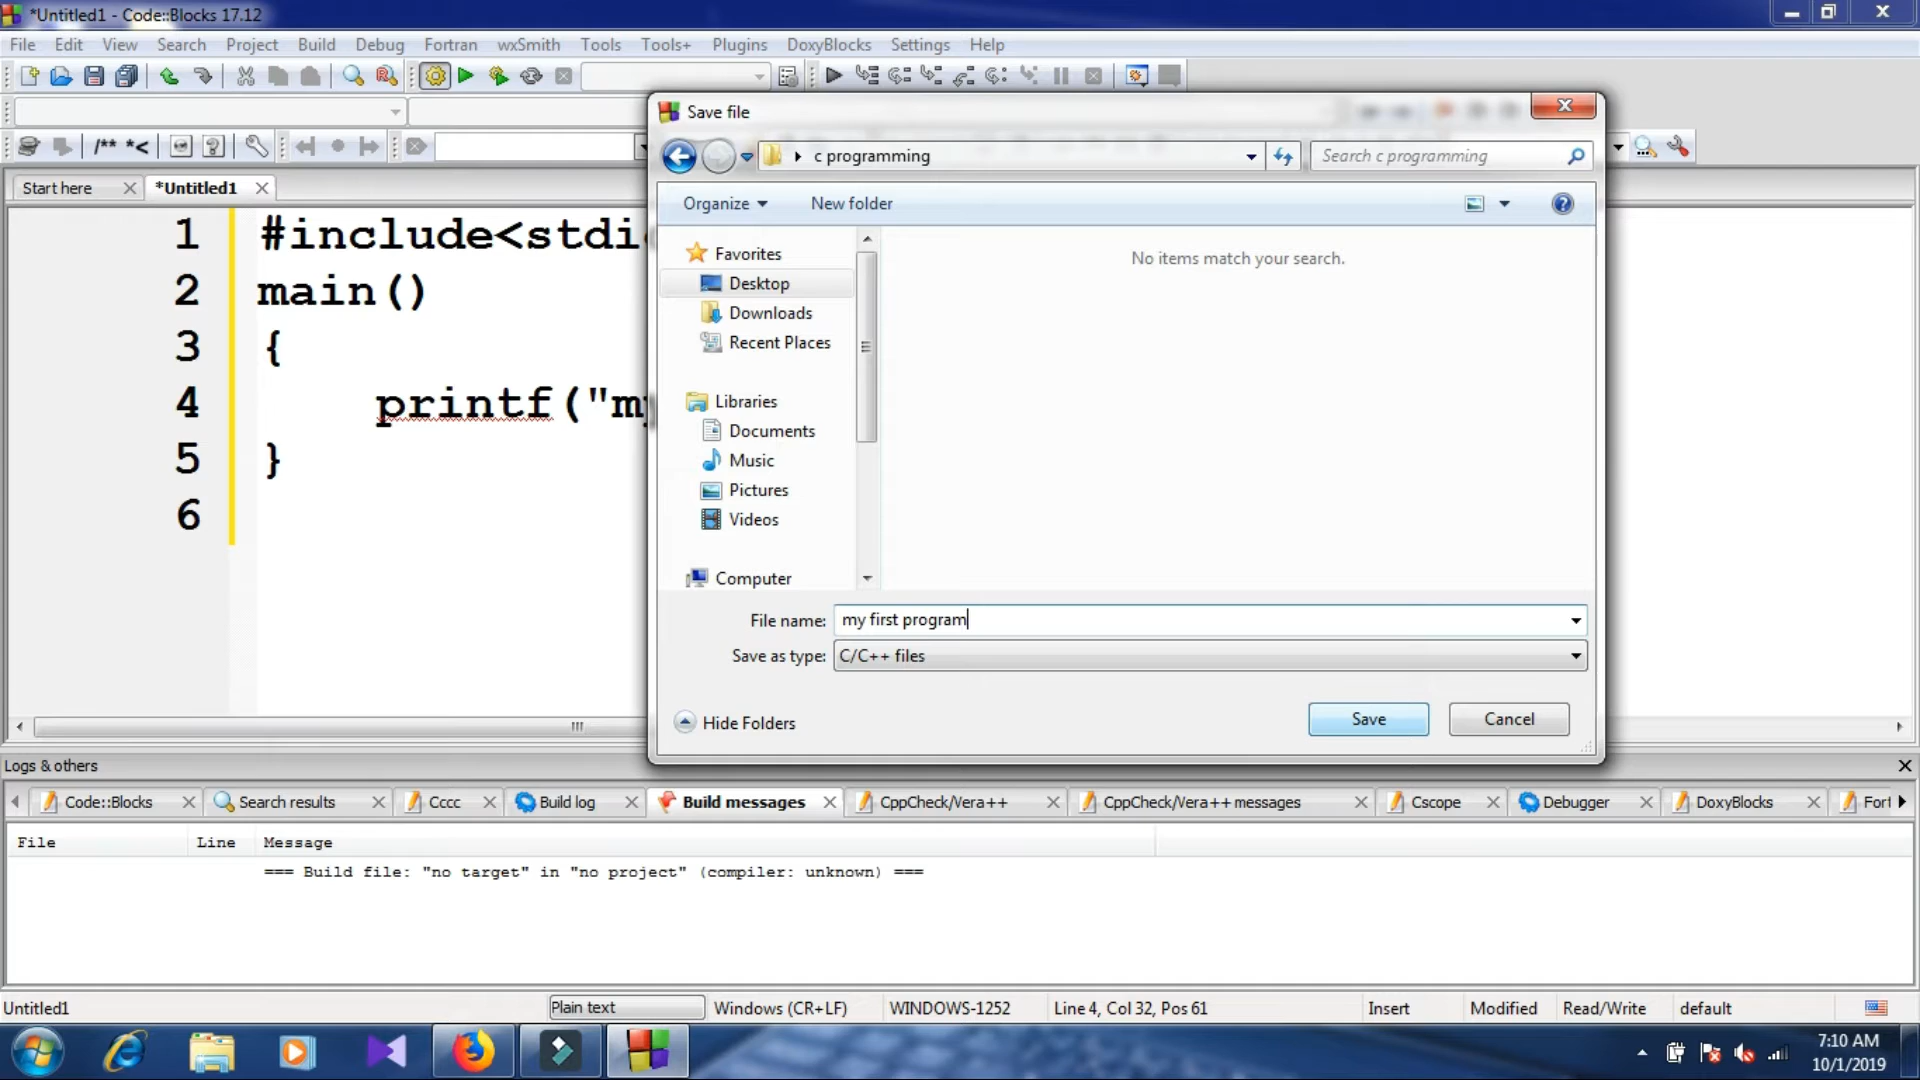 *Untitled1 - Code::Blocks 17.12
File Edit View Search Project Build Debug Fortran wxSmith Tools Tools+ Plugins DoxyBlocks Settings Help
/** *<
Start here *Untitled1
1 #include<stdi
2 main()
3 {
4 printf("my
5 }
6
Save file
c programming
Search c programming
Organize New folder
Favorites
Desktop
Downloads
Recent Places
Libraries
Documents
Music
Pictures
Videos
Computer
No items match your search.
File name: my first program
Save as type: C/C++ files
Hide Folders Save Cancel
Logs & others
Code::Blocks Search results Cccc Build log Build messages CppCheck/Vera++ CppCheck/Vera++ messages Cscope Debugger DoxyBlocks Fort
File Line Message
=== Build file: "no target" in "no project" (compiler: unknown) ===
Untitled1 Plain text Windows (CR+LF) WINDOWS-1252 Line 4, Col 32, Pos 61 Insert Modified Read/Write default
7:10 AM
10/1/2019